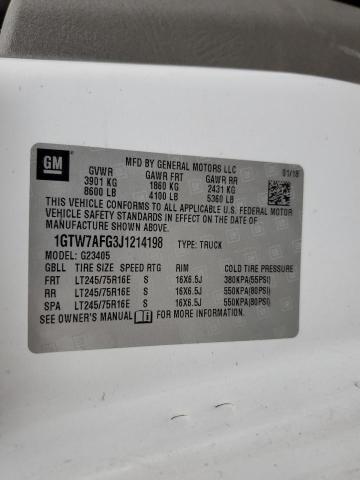 GM
MFD BY GENERAL MOTORS LLC
01/18
GVWR GAWR FRT GAWR RR
3901 KG 1860 KG 2431 KG
8600 LB 4100 LB 5360 LB
THIS VEHICLE CONFORMS TO ALL APPLICABLE U.S. FEDERAL MOTOR
VEHICLE SAFETY STANDARDS IN EFFECT ON THE DATE OF
MANUFACTURE SHOWN ABOVE.
1GTW7AFG3J1214198 TYPE: TRUCK
MODEL: G23405
GBLL TIRE SIZE SPEED RTG RIM COLD TIRE PRESSURE
FRT LT245/75R16E S 16X6.5J 380KPA(55PSI)
RR LT245/75R16E S 16X6.5J 550KPA(80PSI)
SPA LT245/75R16E S 16X6.5J 550KPA(80PSI)
SEE OWNER'S MANUAL FOR MORE INFORMATION